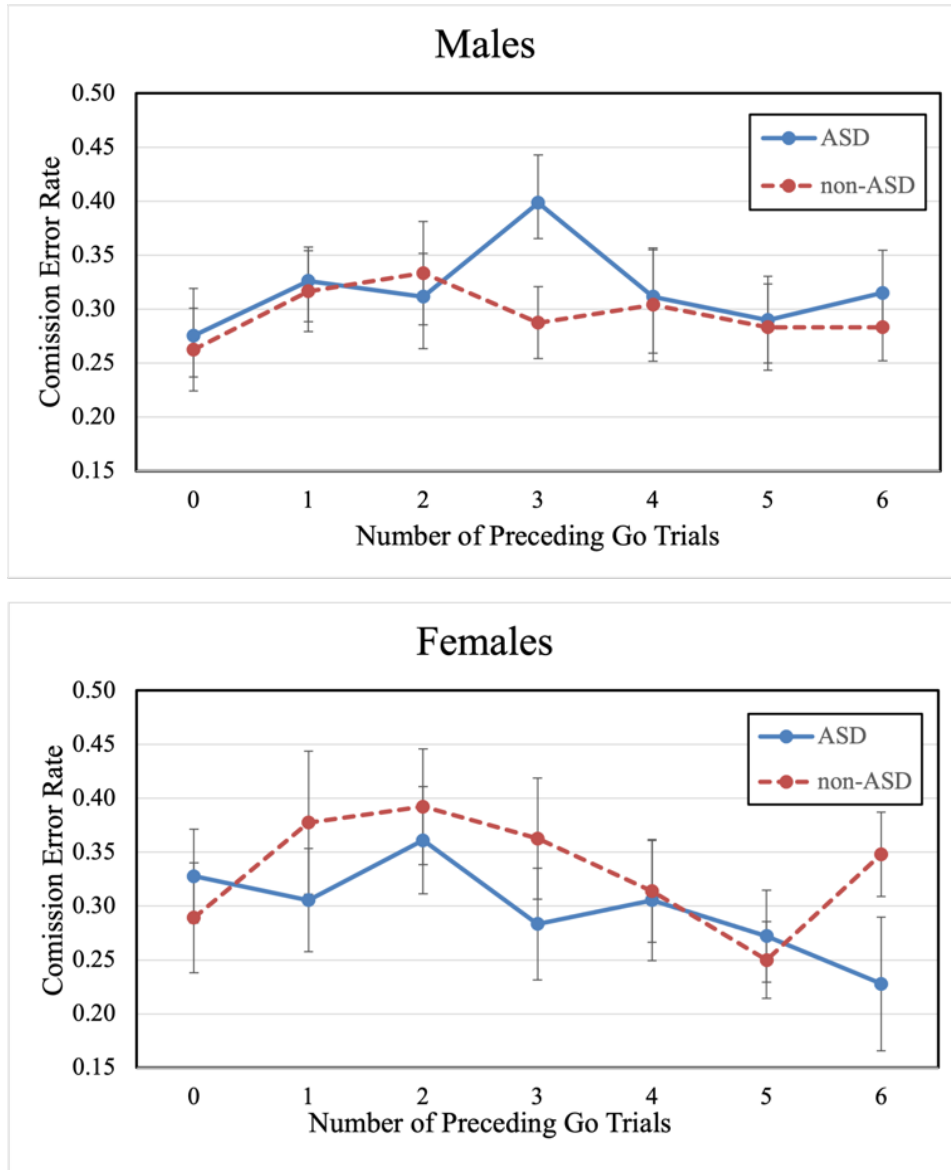 Males
Comission Error Rate
0.50
0.45
0.40
0.35
0.30
0.25
0.20
0.15
ASD
non-ASD
0 1 2 3 4 5 6
Number of Preceding Go Trials
Females
Comission Error Rate
0.50
0.45
0.40
0.35
0.30
0.25
0.20
0.15
ASD
non-ASD
0 1 2 3 4 5 6
Number of Preceding Go Trials